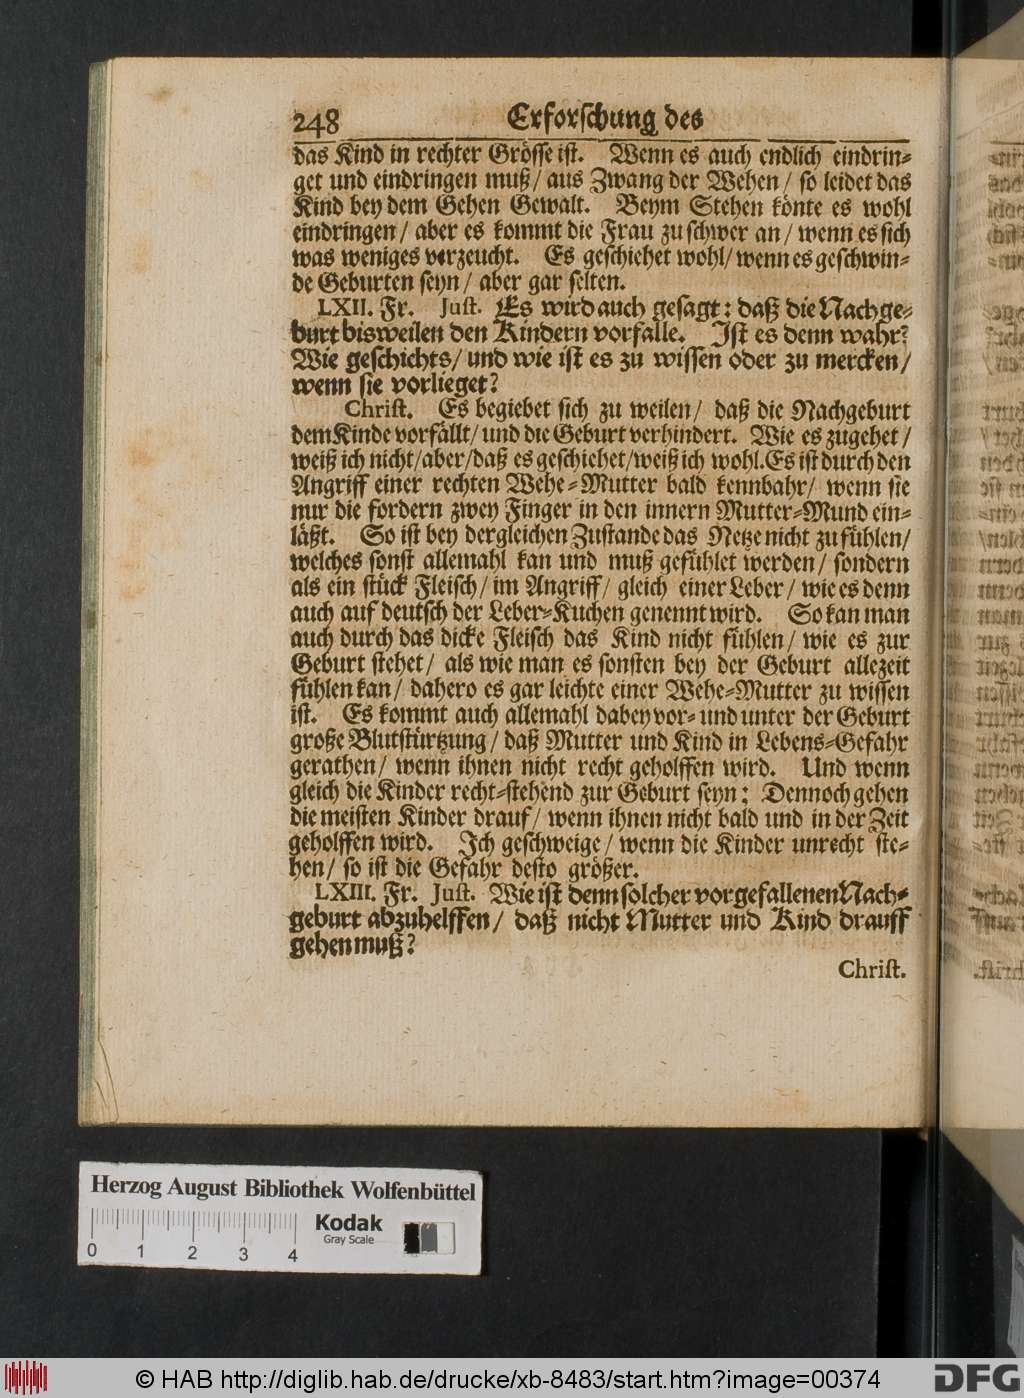 248 Erforschung des
das Kind in rechter Grösse ist. Wenn es auch endlich eindrin⸗
get und eindringen muß/ aus Zwang der Wehen/ so leidet das
Kind bey dem Gehen Gewalt. Beym Stehen könte es wohl
eindringen/ aber es kommt die Frau zu schwer an/ wenn es sich
was weniges verzeucht. Es geschiehet wohl/ wenn es geschwin⸗
de Geburten seyn/ aber gar selten.
LXII. Fr. Just. Es wird auch gesagt: daß die Nachge⸗
burt bisweilen den Kindern vorfalle. Ist es denn wahr?
Wie geschichts/ und wie ist es zu wissen oder zu mercken/
wenn sie vorlieget?
Christ. Es begiebet sich zu weilen/ daß die Nachgeburt
dem Kinde vorfällt/ und die Geburt verhindert. Wie es zugehet/
weiß ich nicht/ aber/ daß es geschiehet/ weiß ich wohl. Es ist durch den
Angriff einer rechten Wehe⸗Mutter bald kennbahr/ wenn sie
nur die fordern zwey Finger in den innern Mutter⸗Mund ein⸗
läßt. So ist bey dergleichen Zustande das Netze nicht zu fühlen/
welches sonst allemahl kan und muß gefühlet werden/ sondern
als ein stück Fleisch/ im Angriff/ gleich einer Leber/ wie es denn
auch auf deutsch der Leber⸗Kuchen genennt wird. So kan man
auch durch das dicke Fleisch das Kind nicht fühlen/ wie es zur
Geburt stehet/ als wie man es sonsten bey der Geburt allezeit
fühlen kan/ dahero es gar leichte einer Wehe⸗Mutter zu wissen
ist. Es kommt auch allemahl dabey vor⸗ und unter der Geburt
große Blutstürtzung/ daß Mutter und Kind in Lebens⸗Gefahr
gerathen/ wenn ihnen nicht recht geholffen wird. Und wenn
gleich die Kinder recht⸗stehend zur Geburt seyn: Dennoch gehen
die meisten Kinder drauf/ wenn ihnen nicht bald und in der Zeit
geholffen wird. Ich geschweige/ wenn die Kinder unrecht ste⸗
hen/ so ist die Gefahr desto größer.
LXIII. Fr. Just. Wie ist denn solcher vorgefallenen Nach⸗
geburt abzuhelffen/ daß nicht Mutter und Kind drauff
gehen muß?
Christ.
Herzog August Bibliothek Wolfenbüttel
Kodak
Gray Scale
0 1 2 3 4
© HAB http://diglib.hab.de/drucke/xb-8483/start.htm?image=00374
DFG